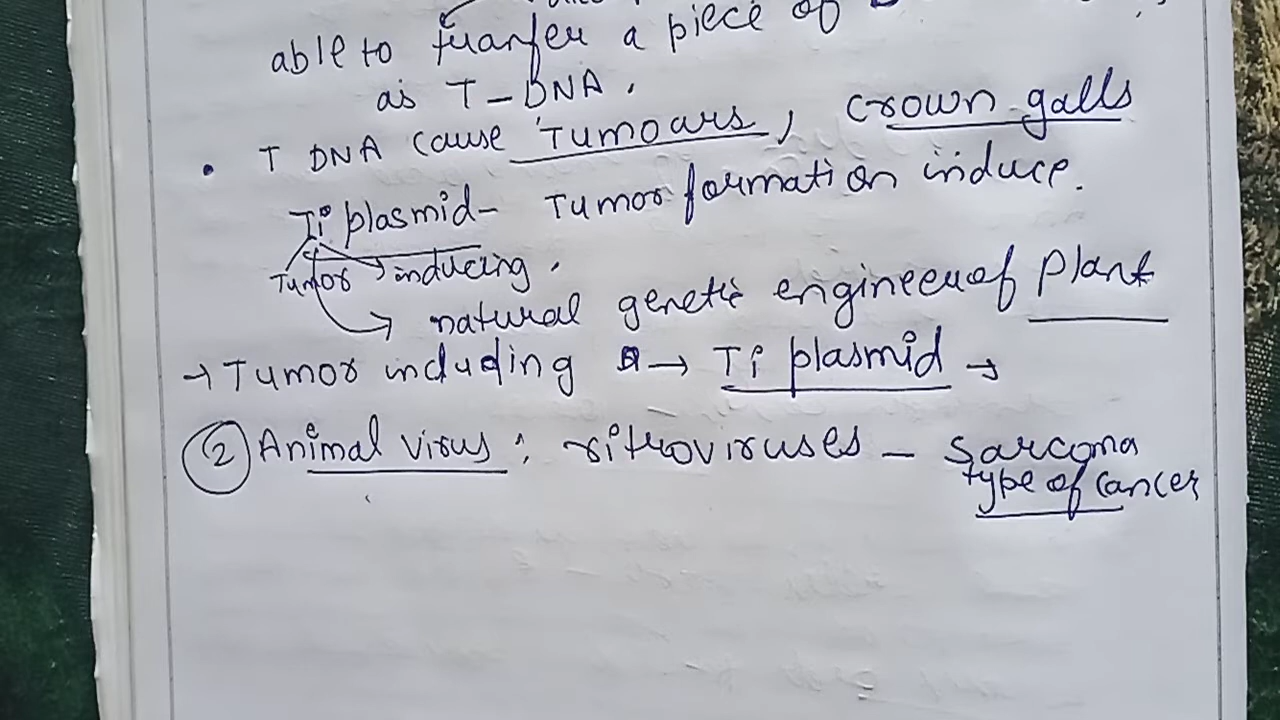 able to tranfer a piece of
as T-DNA.
• T DNA cause Tumours, Crown galls
Ti plasmid- Tumor formation induce.
Tumor → inducing.
→ natural genetic engineer of plant
→ Tumor including → Ti plasmid →
② Animal virus : ritroviruses - Sarcoma
type of cancer